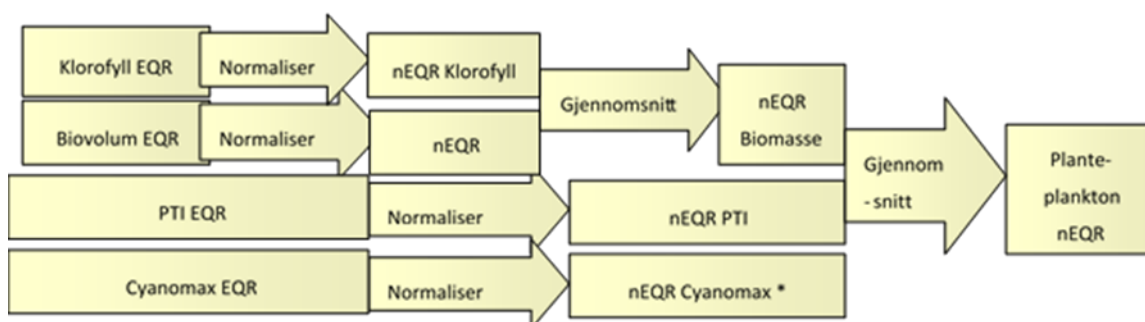 Klorofyll EQR
Normaliser
nEQR Klorofyll
Biovolum EQR
Normaliser
nEQR
Gjennomsnitt
nEQR
Biomasse
PTI EQR
Normaliser
nEQR PTI
Cyanomax EQR
Normaliser
nEQR Cyanomax *
Gjennom
- snitt
Plante-
plankton
nEQR